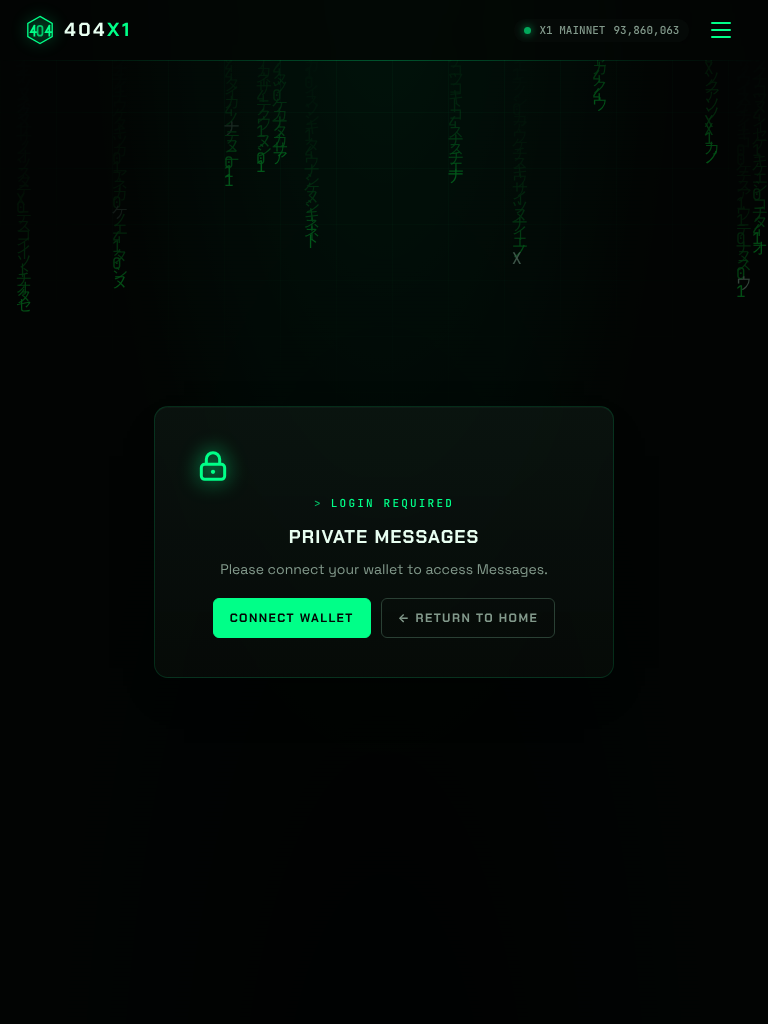 404X1
X1 MAINNET 93,860,063
> LOGIN REQUIRED
PRIVATE MESSAGES
Please connect your wallet to access Messages.
CONNECT WALLET
← RETURN TO HOME